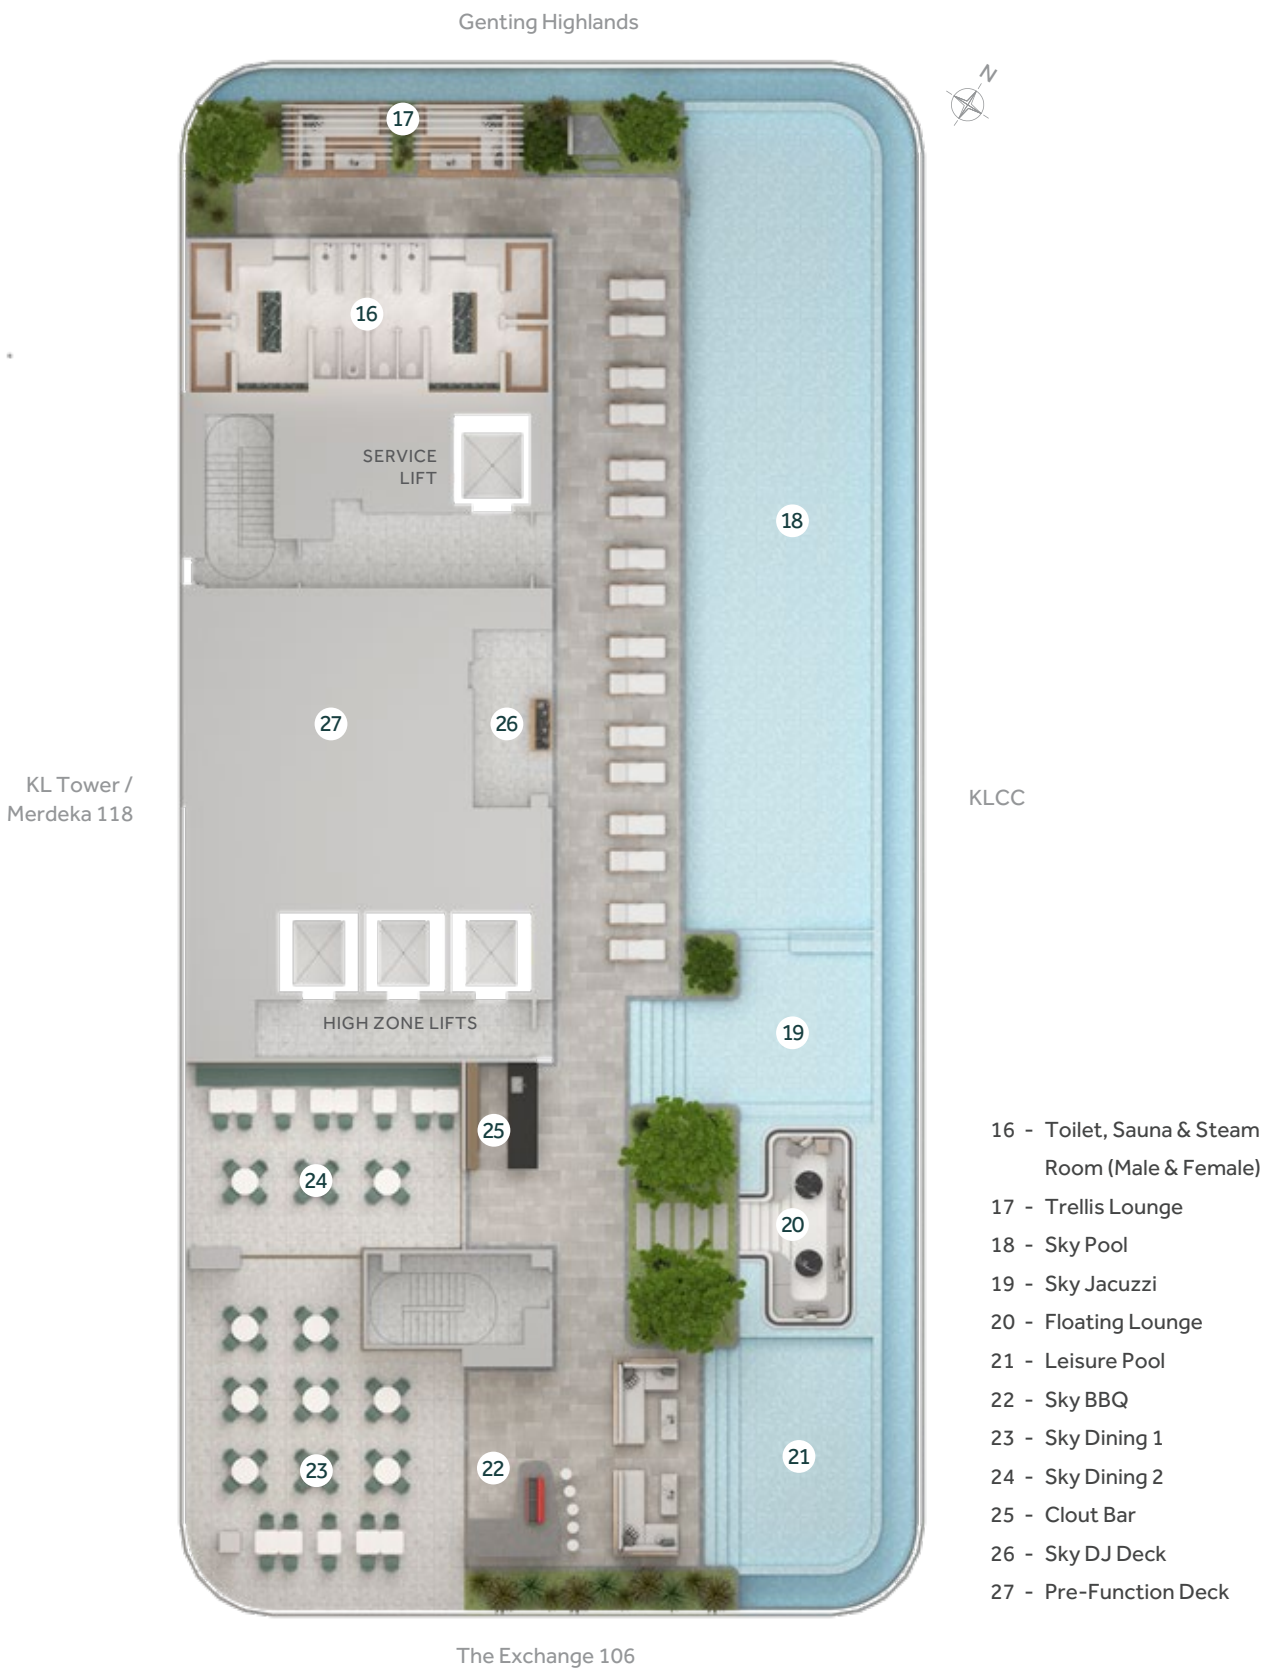 Genting Highlands
N
17
16
SERVICE
LIFT
18
27
26
KL Tower /
Merdeka 118
KLCC
HIGH ZONE LIFTS
19
25
24
20
22
23
21
16 - Toilet, Sauna & Steam
Room (Male & Female)
17 - Trellis Lounge
18 - Sky Pool
19 - Sky Jacuzzi
20 - Floating Lounge
21 - Leisure Pool
22 - Sky BBQ
23 - Sky Dining 1
24 - Sky Dining 2
25 - Clout Bar
26 - Sky DJ Deck
27 - Pre-Function Deck
The Exchange 106